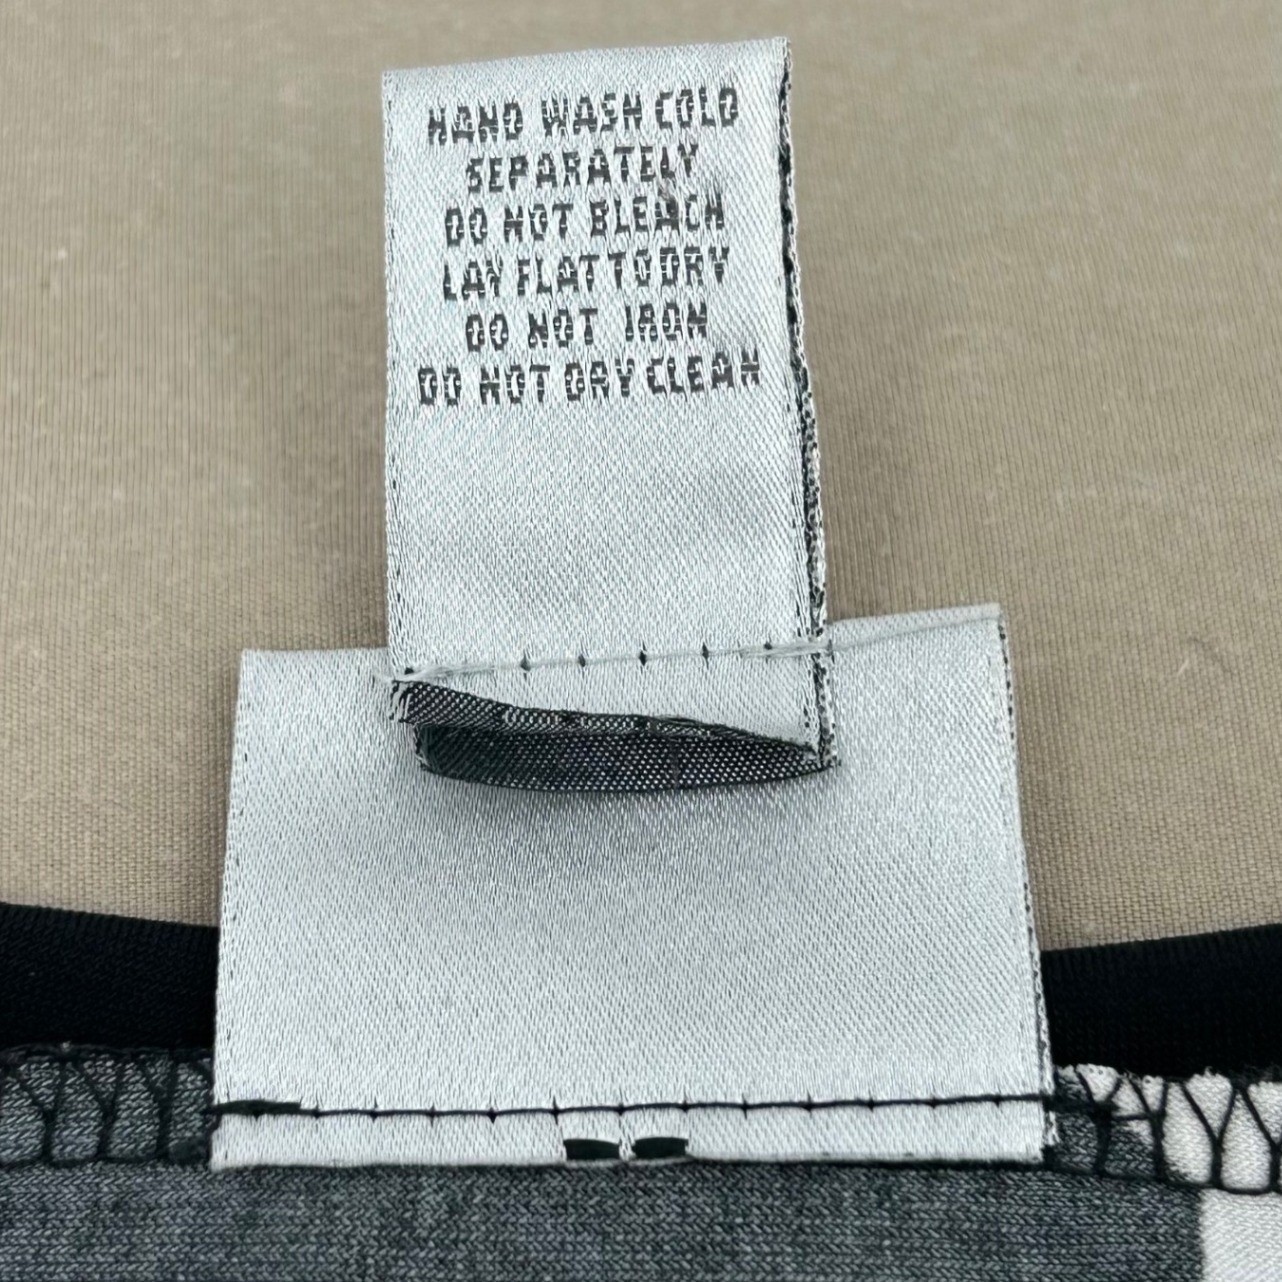 HAND WASH COLD
SEPARATELY
DO NOT BLEACH
LAY FLAT TO DRY
DO NOT IRON
DO NOT DRY CLEAN